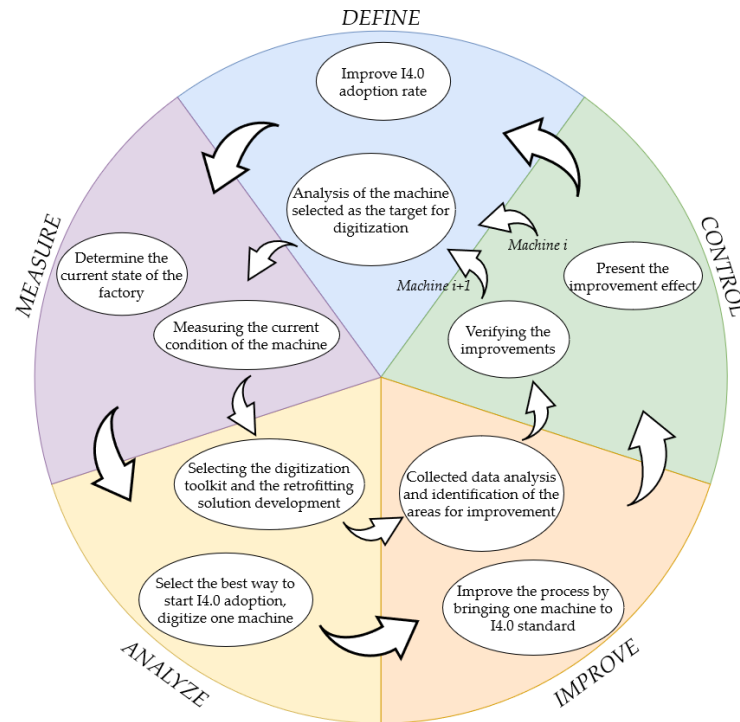 DEFINE
Improve I4.0
adoption rate
Analysis of the machine
selected as the target for
digitization
MEASURE
Determine the
current state of the
factory
Measuring the current
condition of the machine
CONTROL
Machine i
Machine i+1
Present the
improvement effect
Verifying the
improvements
Selecting the digitization
toolkit and the retrofitting
solution development
Select the best way to
start I4.0 adoption,
digitize one machine
ANALYZE
Collected data analysis
and identification of the
areas for improvement
Improve the process by
bringing one machine to
I4.0 standard
IMPROVE